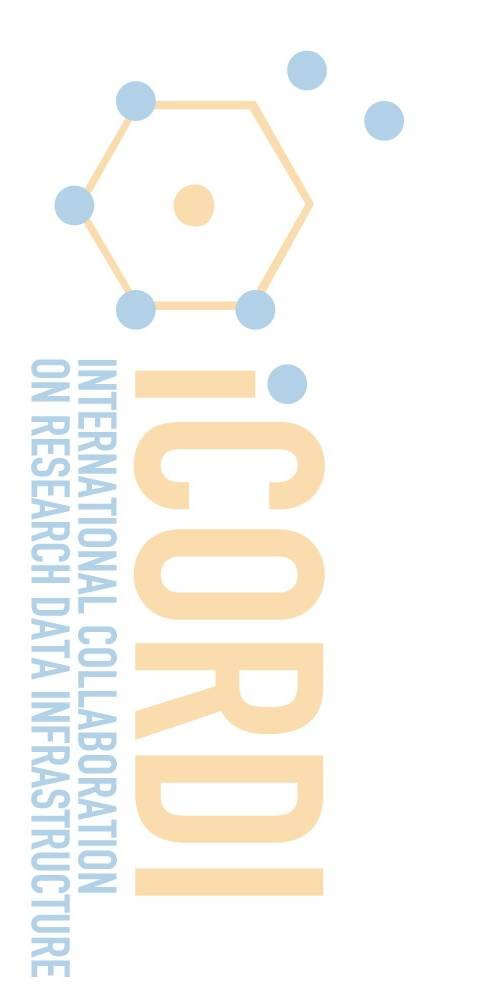 iCORDI
INTERNATIONAL COLLABORATION
ON RESEARCH DATA INFRASTRUCTURE